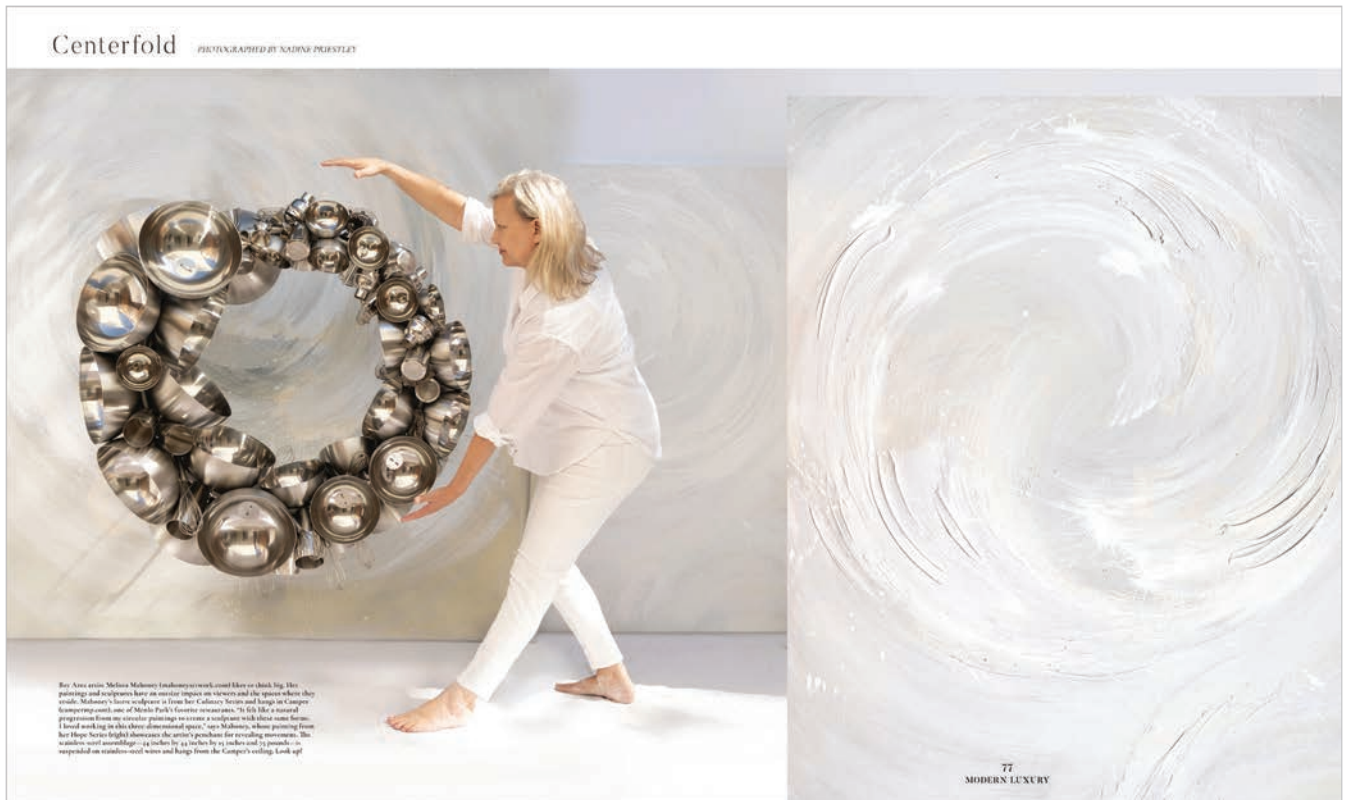 Centerfold
PHOTOGRAPHED BY NADINE PRIESTLEY
Bay Area artist Melissa Mahoney (mahoneyartwork.com) likes to think big. Her
paintings and sculptures have an outsize impact on viewers and the spaces where they
reside. Mahoney's latest sculpture is from her Culinary Series and hangs in Camper
(campermp.com), one of Menlo Park's favorite restaurants. "It felt like a natural
progression from my circular paintings to create a sculpture with these same forms.
I loved working in this three-dimensional space," says Mahoney, whose painting from
her Hope Series (right) showcases the artist's penchant for revealing movement. The
stainless-steel assemblage—44 inches by 44 inches by 15 inches and 75 pounds—is
suspended on stainless-steel wires and hangs from the Camper's ceiling. Look up!
77
MODERN LUXURY